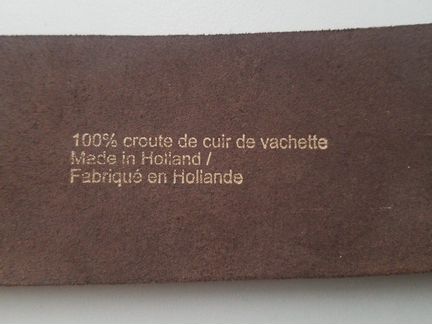 100% croute de cuir de vachette
Made in Holland /
Fabriqué en Hollande